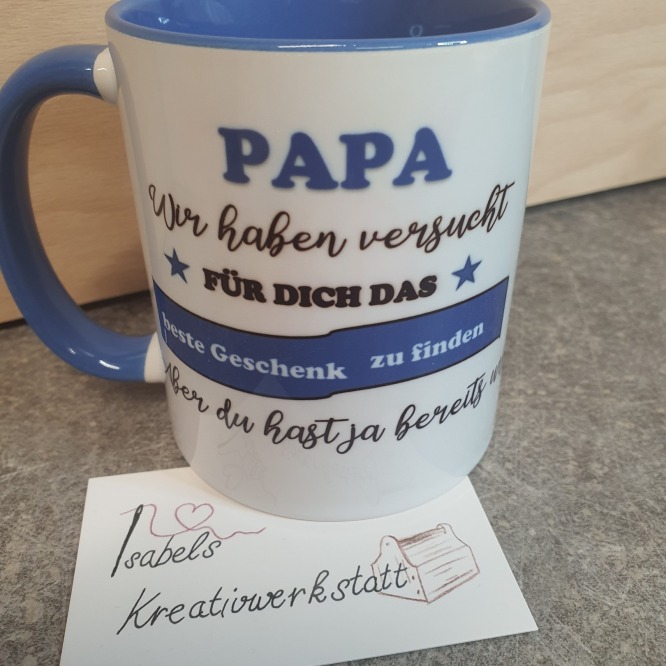 PAPA
Wir haben versucht
FÜR DICH DAS
beste Geschenk zu finden
Aber du hast ja bereits
Isabels
Kreativwerkstatt